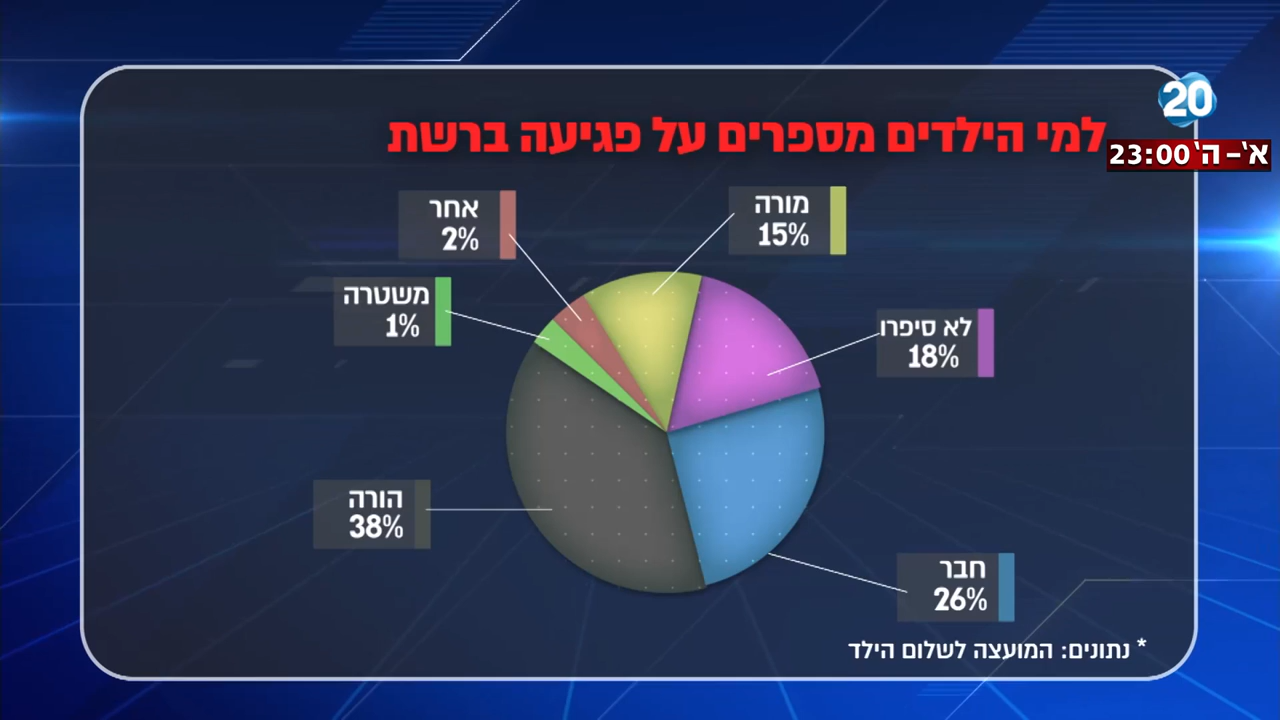 20
א'-ה' 23:00
למי הילדים מספרים על פגיעה ברשת
מורה
15%
אחר
2%
משטרה
1%
לא סיפרו
18%
הורה
38%
חבר
26%
* נתונים: המועצה לשלום הילד